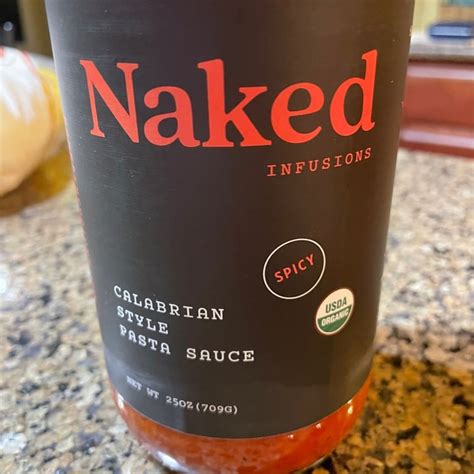 Naked
INFUSIONS
SPICY
USDA
ORGANIC
CALABRIAN
STYLE
PASTA SAUCE
NET WT 25OZ(709G)